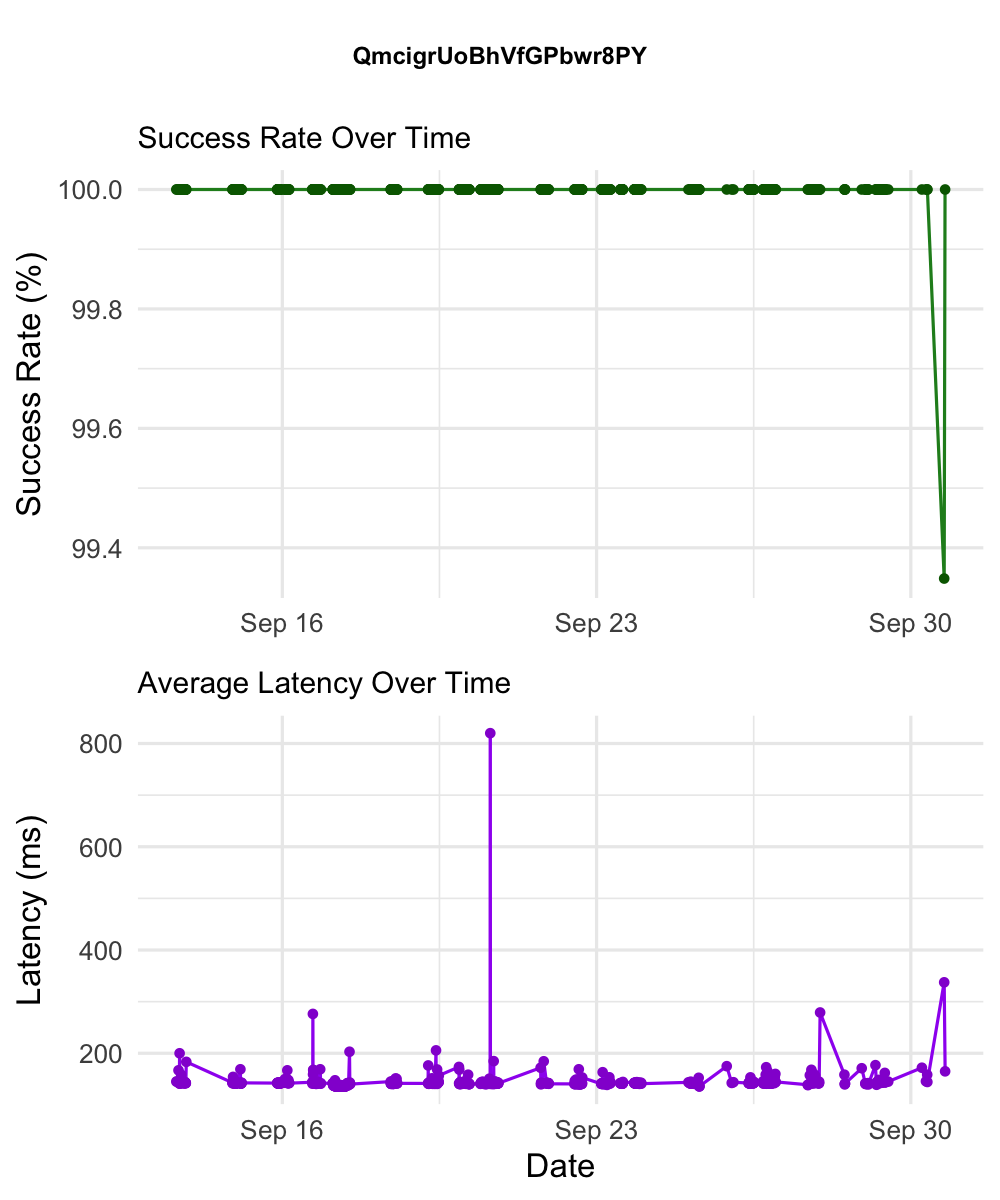 QmcigrUoBhVfGPbwr8PY
Success Rate Over Time
Success Rate (%)
100.0
99.8
99.6
99.4
Sep 16
Sep 23
Sep 30
Average Latency Over Time
Latency (ms)
800
600
400
200
Sep 16
Sep 23
Sep 30
Date